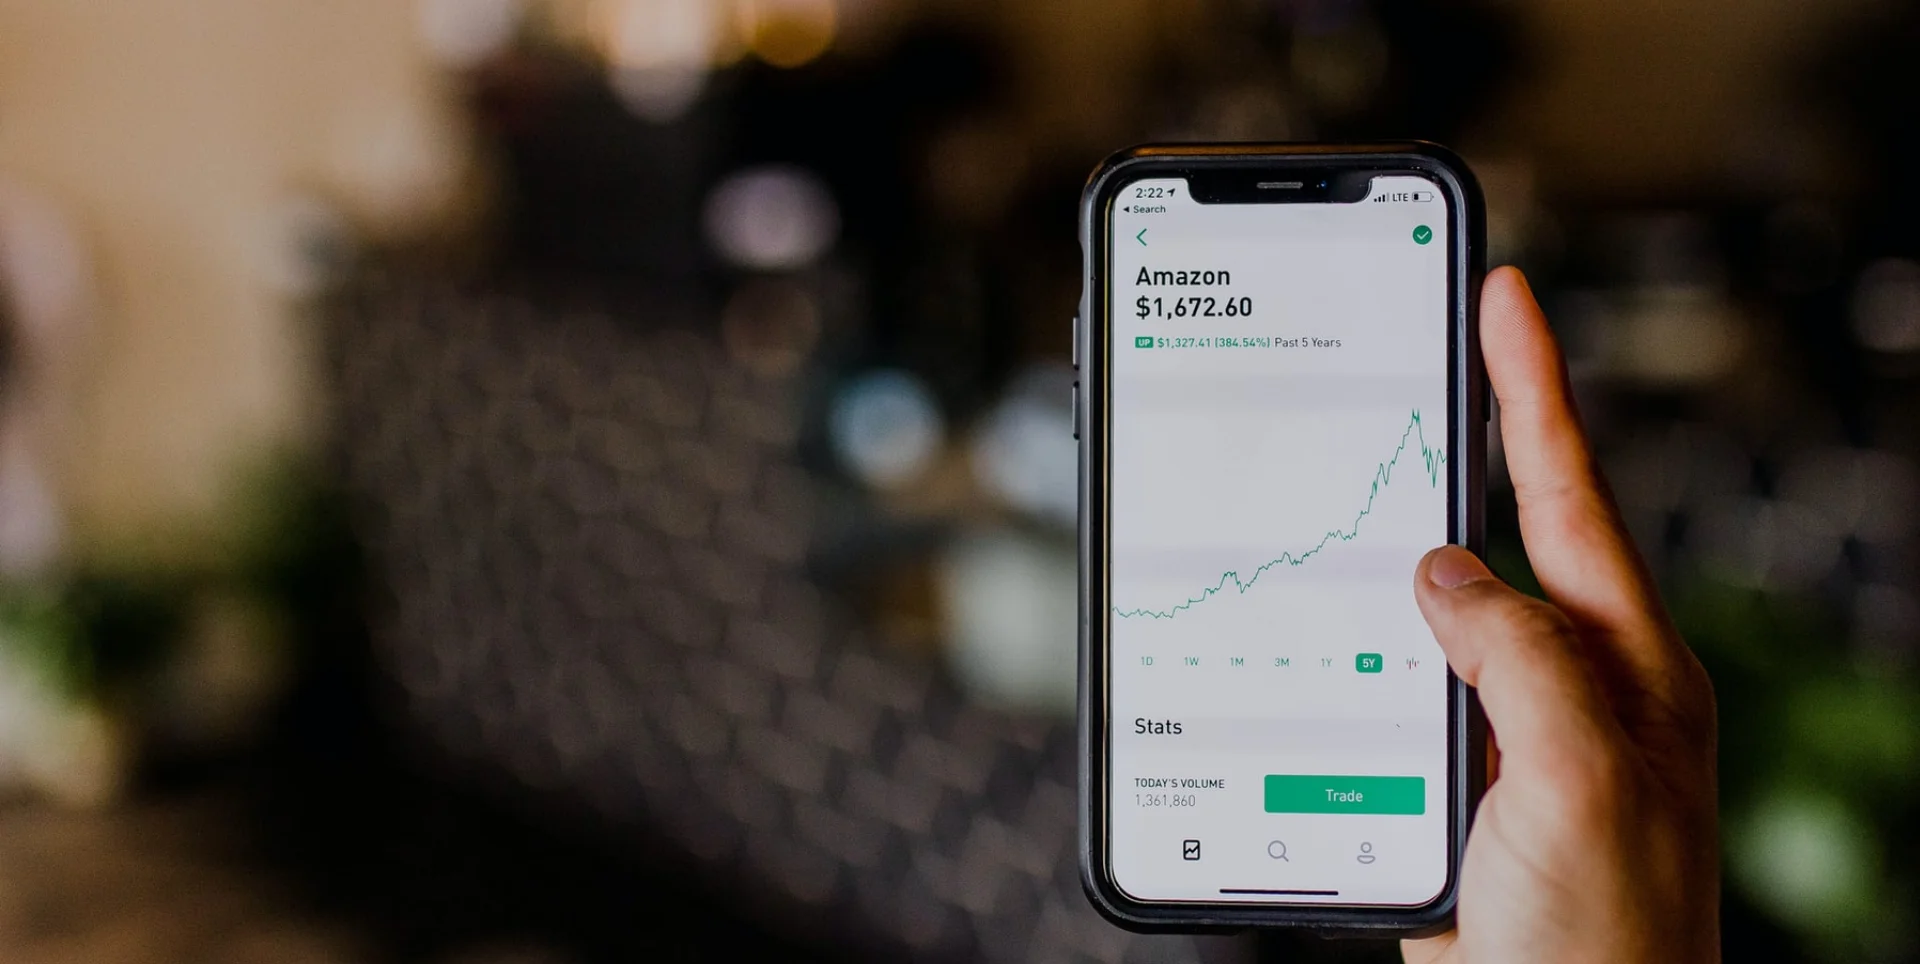 2:22
LTE
Search
Amazon
$1,672.60
UP $1,327.41 (384.54%) Past 5 Years
1D 1W 1M 3M 1Y 5Y
Stats
TODAY'S VOLUME
1,361,860
Trade